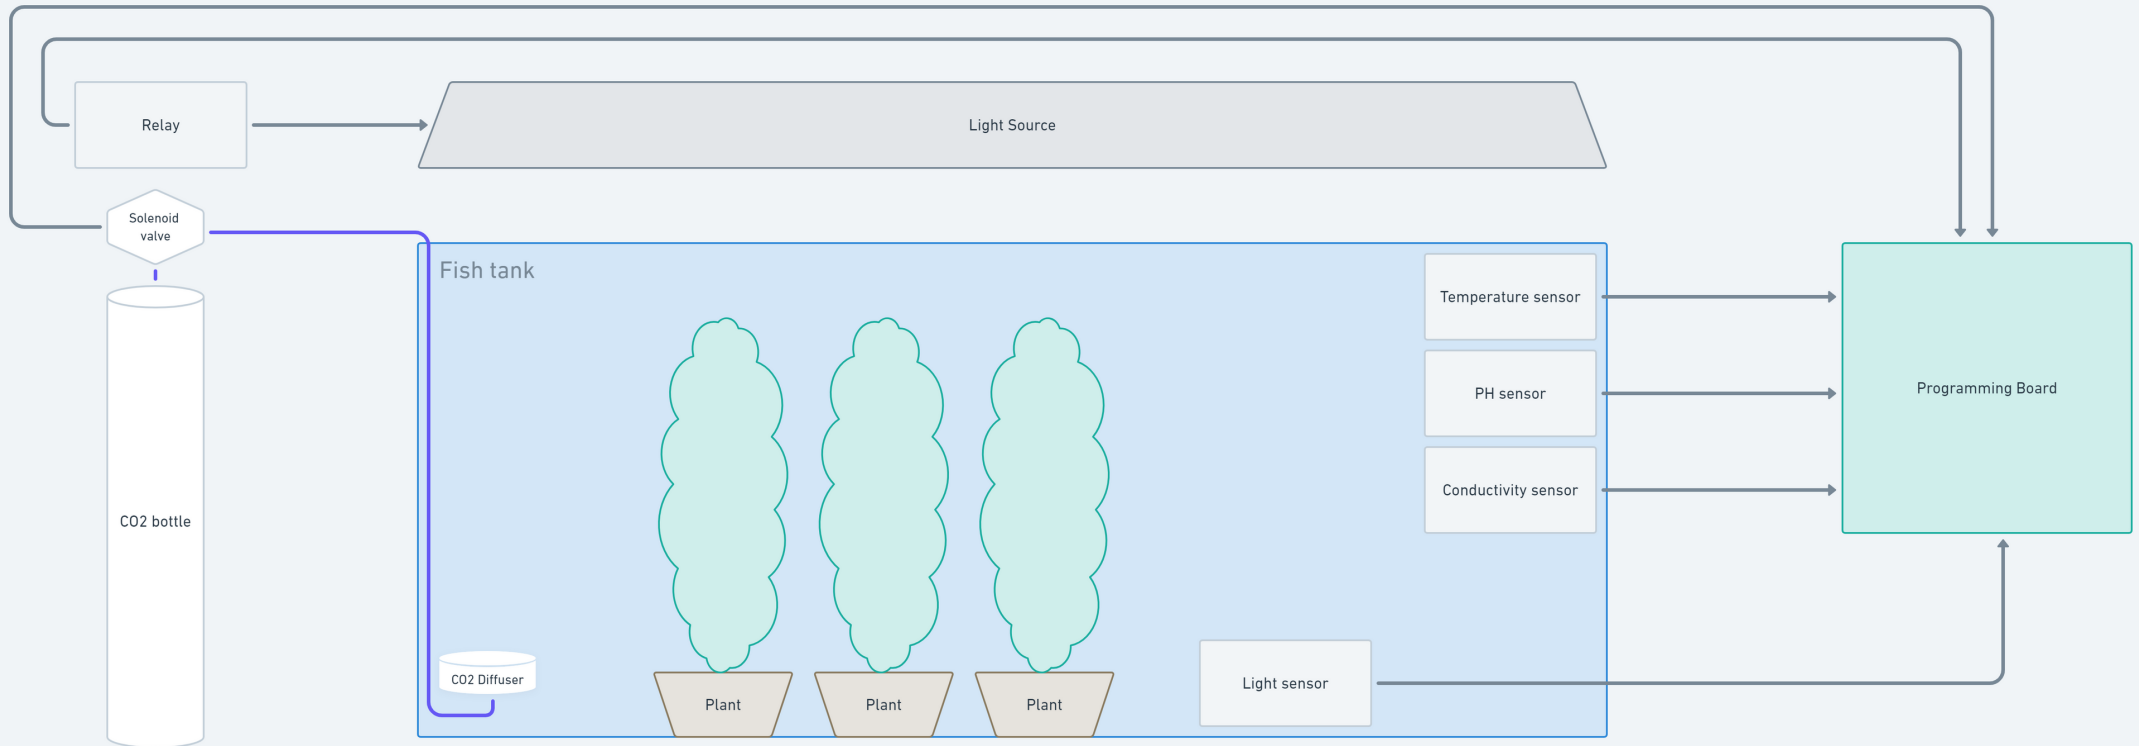 Relay
Light Source
Solenoid
valve
Fish tank
Temperature sensor
PH sensor
Programming Board
Conductivity sensor
CO2 bottle
CO2 Diffuser
Plant
Plant
Plant
Light sensor